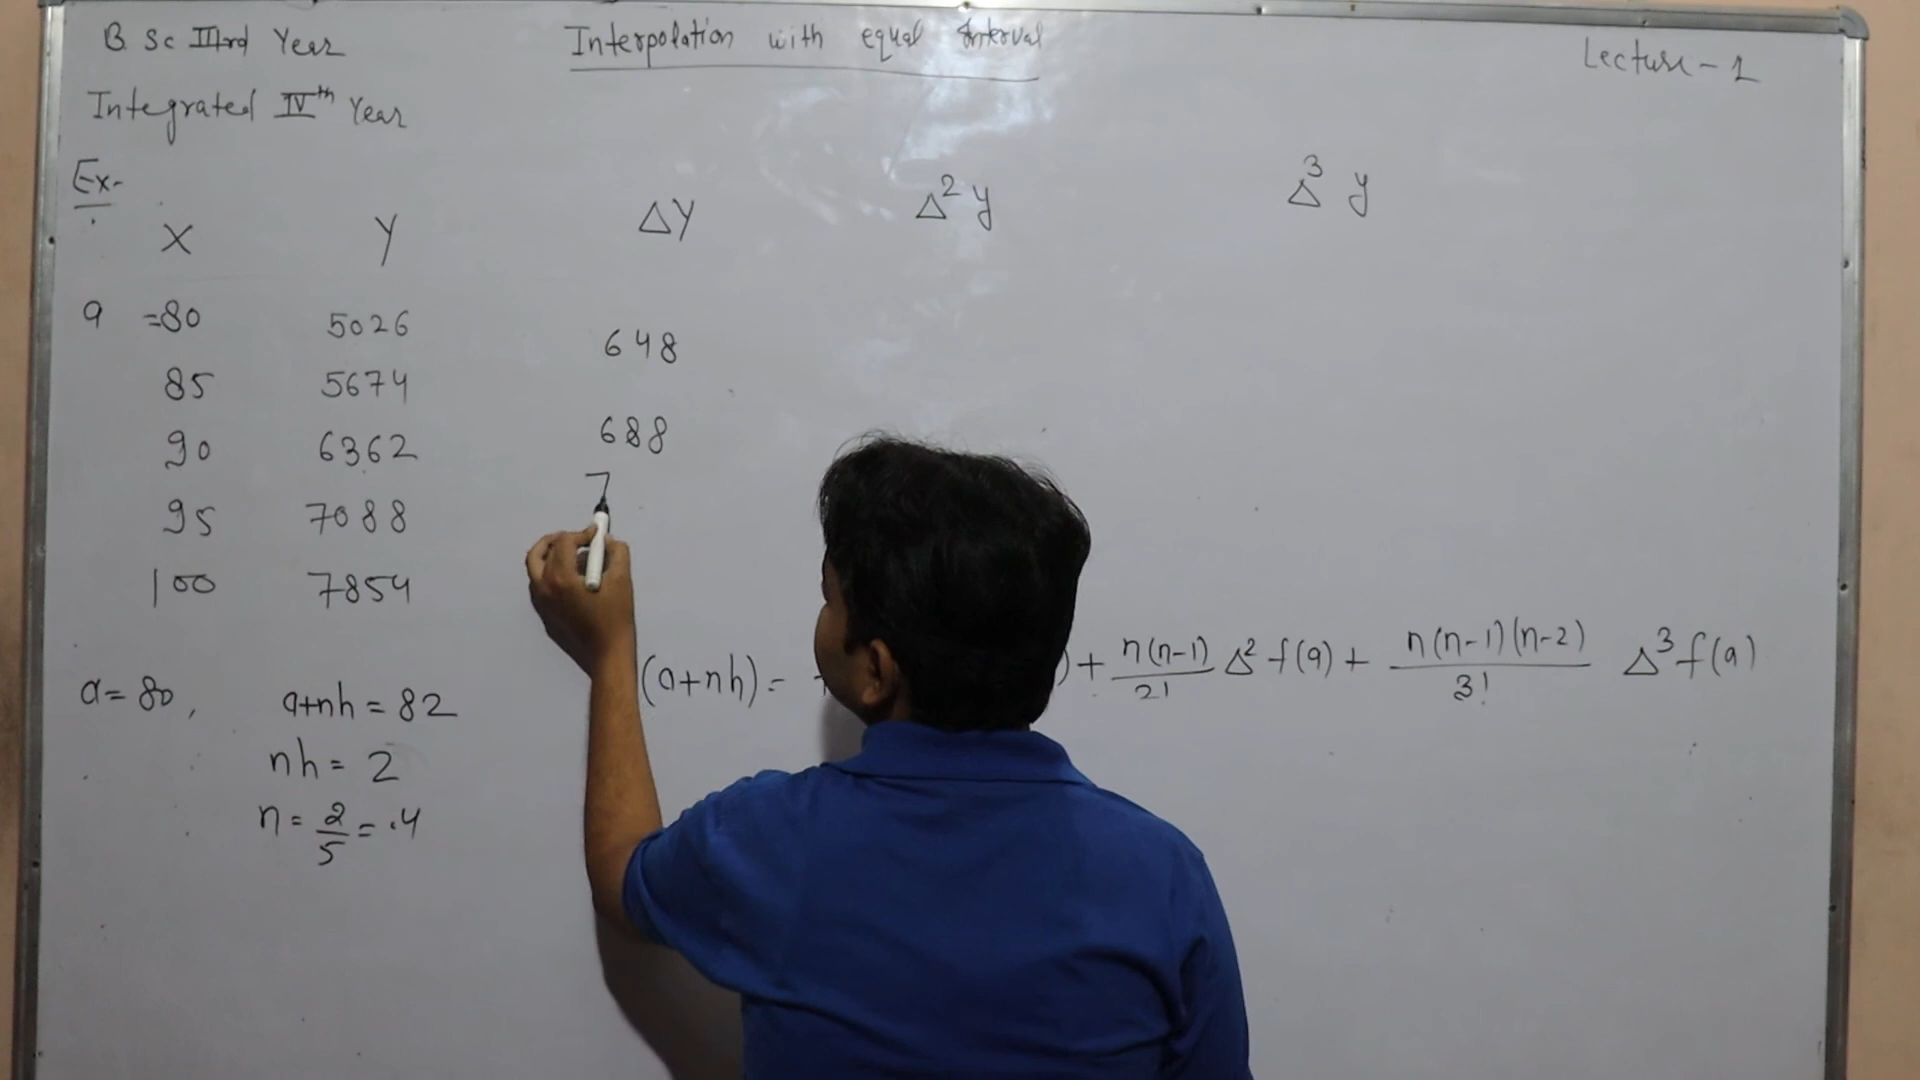 B Sc IIIrd Year
Interpolation with equal Interval
Lecture - 1
Integrated IVth Year
Ex-
X Y ΔY Δ²y Δ³y
a =80 5026
648
85 5674
688
90 6362
7
95 7088
100 7854
(a+nh) = ) + n(n-1)/2! Δ² f(a) + n(n-1)(n-2)/3! Δ³ f(a)
a = 80, a+nh = 82
nh = 2
n = 2/5 = .4